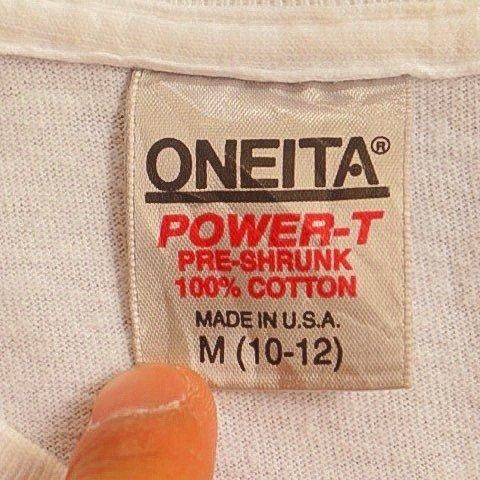 ONEITA®
POWER-T
PRE-SHRUNK
100% COTTON
MADE IN U.S.A.
M (10-12)